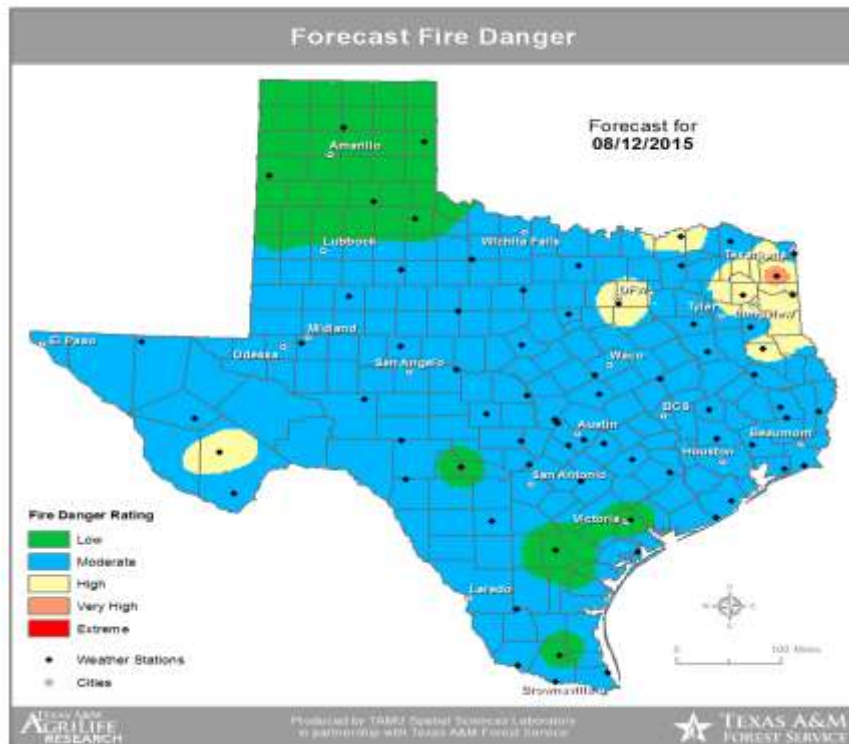 Forecast Fire Danger
Forecast for
08/12/2015
Amarillo
Lubbock
Wichita Falls
Texarkana
DFW
Tyler
Longview
El Paso
Midland
Odessa
San Angelo
Waco
BCS
Austin
Beaumont
Houston
San Antonio
Victoria
Laredo
Brownsville
Fire Danger Rating
Low
Moderate
High
Very High
Extreme
Weather Stations
Cities
0 100 Miles
TEXAS A&M
AGRILIFE
RESEARCH
Produced by TAMU Spatial Sciences Laboratory
in partnership with Texas A&M Forest Service
TEXAS A&M
FOREST SERVICE